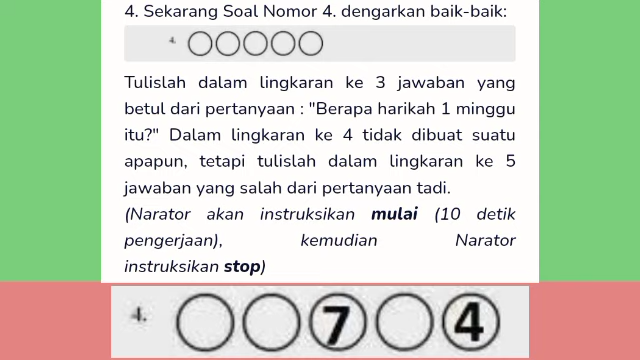 4. Sekarang Soal Nomor 4. dengarkan baik-baik:
4.
Tulislah dalam lingkaran ke 3 jawaban yang
betul dari pertanyaan : "Berapa harikah 1 minggu
itu?" Dalam lingkaran ke 4 tidak dibuat suatu
apapun, tetapi tulislah dalam lingkaran ke 5
jawaban yang salah dari pertanyaan tadi.
(Narator akan instruksikan mulai (10 detik
pengerjaan), kemudian Narator
instruksikan stop)
4. 7 4